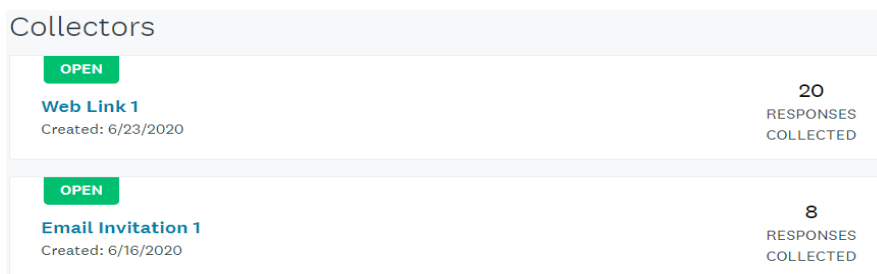 Collectors
OPEN
Web Link 1
Created: 6/23/2020
20
RESPONSES
COLLECTED
OPEN
Email Invitation 1
Created: 6/16/2020
8
RESPONSES
COLLECTED